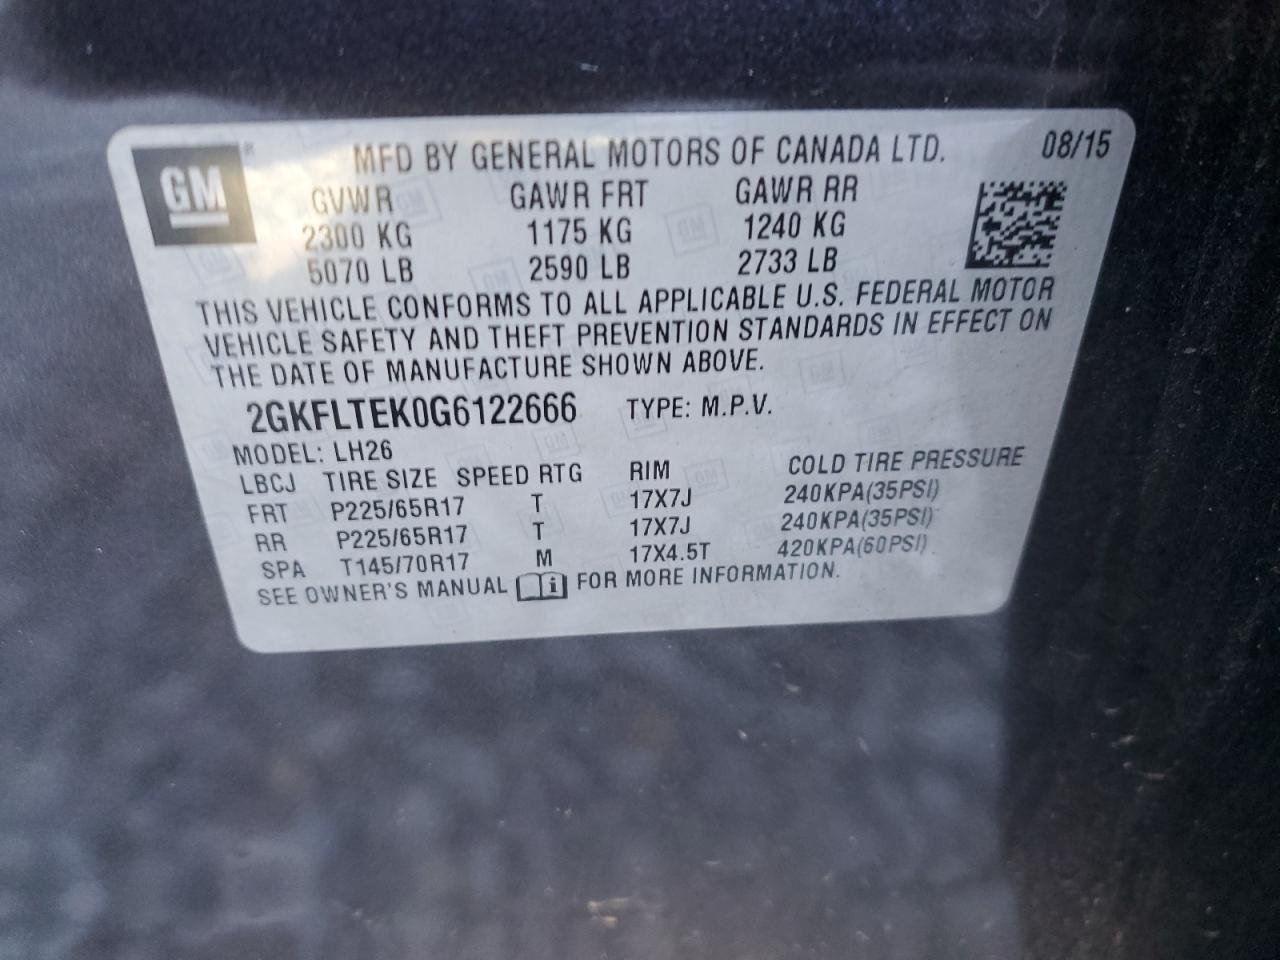 GM
MFD BY GENERAL MOTORS OF CANADA LTD. 08/15
GVWR GAWR FRT GAWR RR
2300 KG 1175 KG 1240 KG
5070 LB 2590 LB 2733 LB
THIS VEHICLE CONFORMS TO ALL APPLICABLE U.S. FEDERAL MOTOR
VEHICLE SAFETY AND THEFT PREVENTION STANDARDS IN EFFECT ON
THE DATE OF MANUFACTURE SHOWN ABOVE.
2GKFLTEK0G6122666 TYPE: M.P.V.
MODEL: LH26
LBCJ TIRE SIZE SPEED RTG RIM COLD TIRE PRESSURE
FRT P225/65R17 T 17X7J 240KPA(35PSI)
RR P225/65R17 T 17X7J 240KPA(35PSI)
SPA T145/70R17 M 17X4.5T 420KPA(60PSI)
SEE OWNER'S MANUAL i FOR MORE INFORMATION.